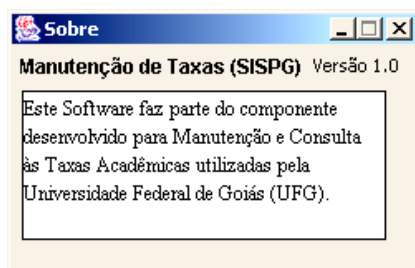 Sobre
Manutenção de Taxas (SISPG) Versão 1.0
Este Software faz parte do componente
desenvolvido para Manutenção e Consulta
às Taxas Acadêmicas utilizadas pela
Universidade Federal de Goiás (UFG).